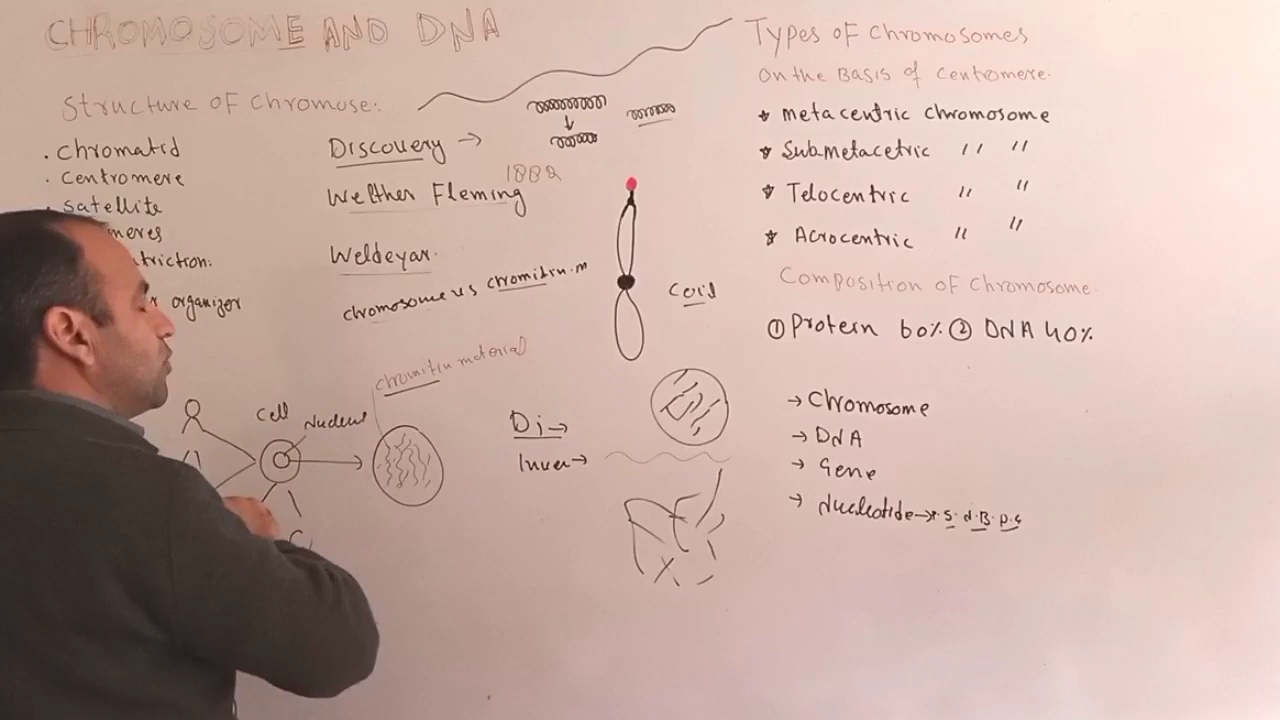 CHROMOSOME AND DNA
Structure of Chromose:
. Chromatid
. Centromere
. Satellite
meres
triction:
organizer
Discovery →
1882
Welther Fleming
Weldeyar.
chromosome vs
coil
chromitin material
Cell
Nucleus
Di →
Inver →
Types of Chromosomes
On the Basis of Centromere.
* metacentric chromosome
* Submetacetric " "
* Telocentric " "
* Acrocentric " "
Composition of Chromosome.
① Protein 60% ② DNA 40%
→ Chromosome
→ DNA
→ Gene
→ Nucleotide →